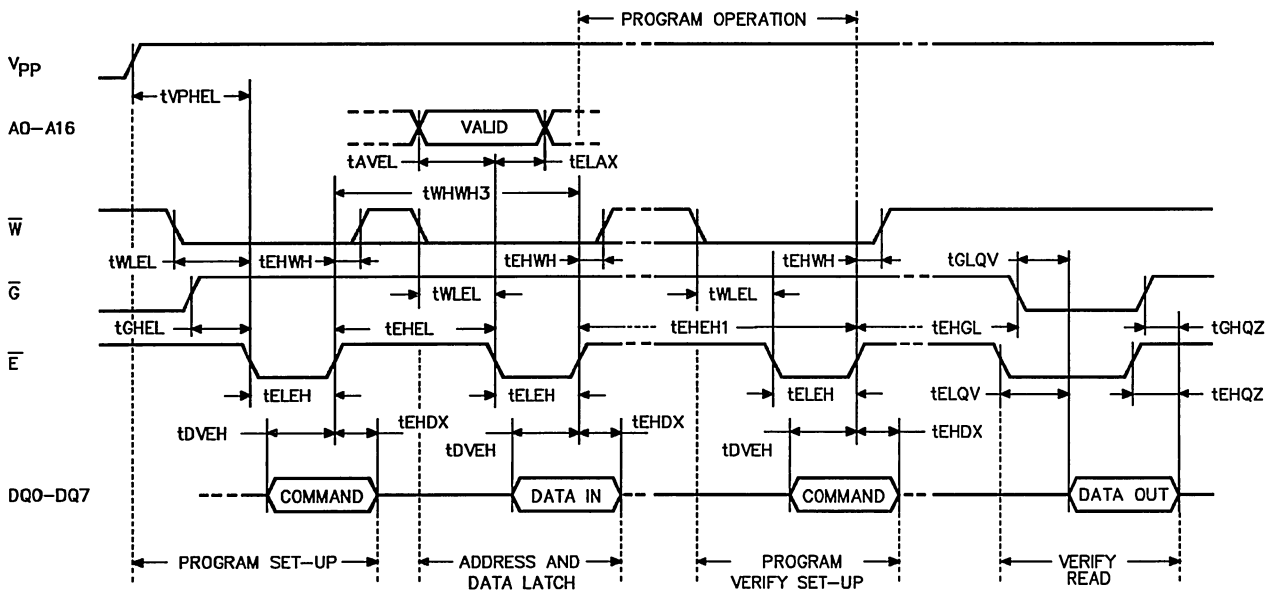 PROGRAM OPERATION
VPP
tVPHEL
A0-A16
VALID
tAVEL
tELAX
tWHWH3
W
tWLEL
tEHWH
tEHWH
tEHWH
tGLQV
G
tWLEL
tWLEL
tGHEL
tEHEL
tEHEH1
tEHGL
tGHQZ
E
tELEH
tELEH
tELEH
tELQV
tEHQZ
tDVEH
tEHDX
tDVEH
tEHDX
tDVEH
tEHDX
DQ0-DQ7
COMMAND
DATA IN
COMMAND
DATA OUT
PROGRAM SET-UP
ADDRESS AND
DATA LATCH
PROGRAM
VERIFY SET-UP
VERIFY
READ